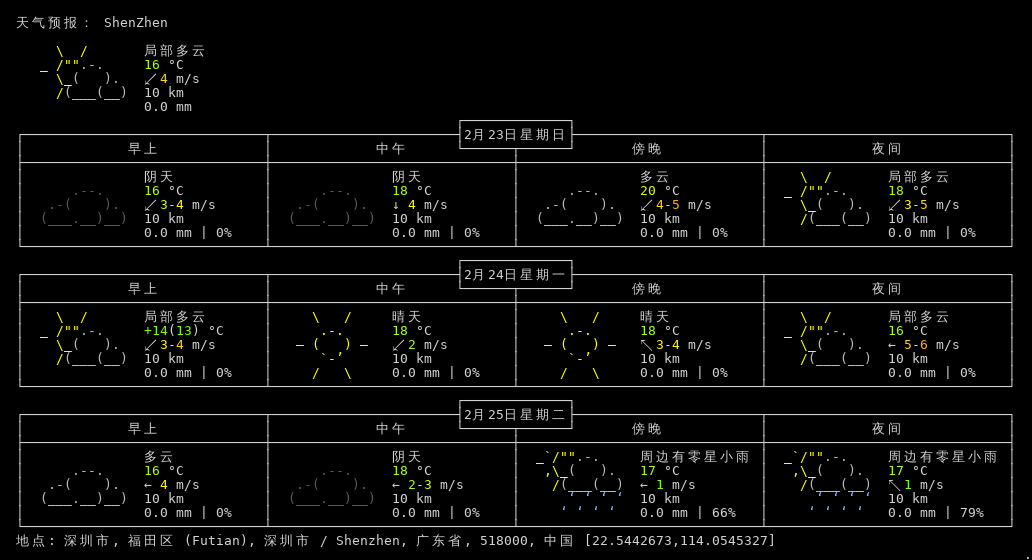 天气预报： ShenZhen
局部多云
16 °C
↙4 m/s
10 km
0.0 mm
2月23日星期日
早上 中午 傍晚 夜间
阴天 阴天 多云 局部多云
16 °C 18 °C 20 °C 18 °C
↙3-4 m/s ↓ 4 m/s ↙4-5 m/s ↙3-5 m/s
10 km 10 km 10 km 10 km
0.0 mm | 0% 0.0 mm | 0% 0.0 mm | 0% 0.0 mm | 0%
2月24日星期一
早上 中午 傍晚 夜间
局部多云 晴天 晴天 局部多云
+14(13) °C 18 °C 18 °C 16 °C
↙3-4 m/s ↙2 m/s ↖3-4 m/s ← 5-6 m/s
10 km 10 km 10 km 10 km
0.0 mm | 0% 0.0 mm | 0% 0.0 mm | 0% 0.0 mm | 0%
2月25日星期二
早上 中午 傍晚 夜间
多云 阴天 周边有零星小雨 周边有零星小雨
16 °C 18 °C 17 °C 17 °C
← 4 m/s ← 2-3 m/s ← 1 m/s ↖1 m/s
10 km 10 km 10 km 10 km
0.0 mm | 0% 0.0 mm | 0% 0.0 mm | 66% 0.0 mm | 79%
地点: 深圳市, 福田区 (Futian), 深圳市 / Shenzhen, 广东省, 518000, 中国 [22.5442673,114.0545327]